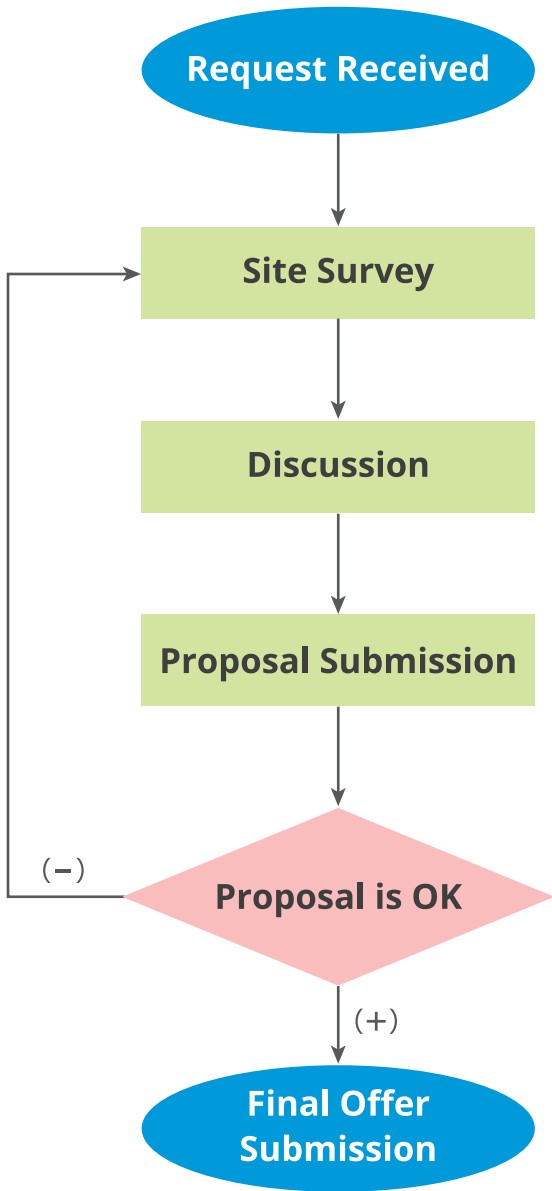 Request Received
Site Survey
Discussion
Proposal Submission
(−)
Proposal is OK
(+)
Final Offer
Submission